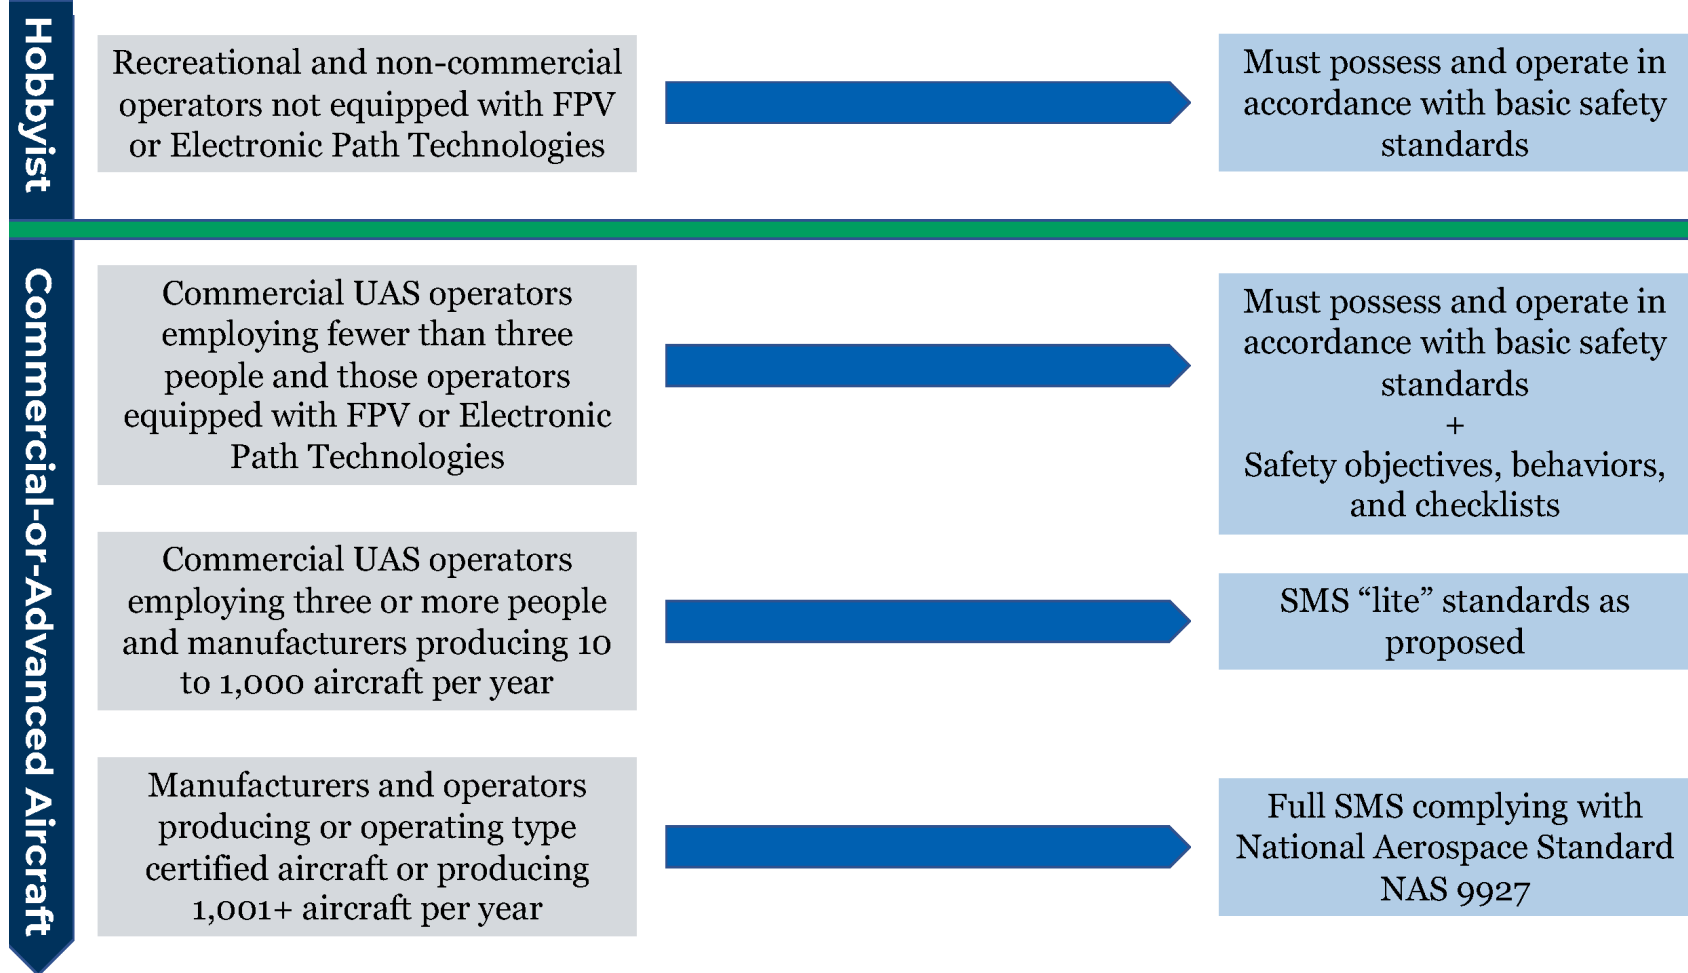 Hobbyist
Recreational and non-commercial
operators not equipped with FPV
or Electronic Path Technologies
Must possess and operate in
accordance with basic safety
standards
Commercial-or-Advanced Aircraft
Commercial UAS operators
employing fewer than three
people and those operators
equipped with FPV or Electronic
Path Technologies
Must possess and operate in
accordance with basic safety
standards
+
Safety objectives, behaviors,
and checklists
Commercial UAS operators
employing three or more people
and manufacturers producing 10
to 1,000 aircraft per year
SMS “lite” standards as
proposed
Manufacturers and operators
producing or operating type
certified aircraft or producing
1,001+ aircraft per year
Full SMS complying with
National Aerospace Standard
NAS 9927